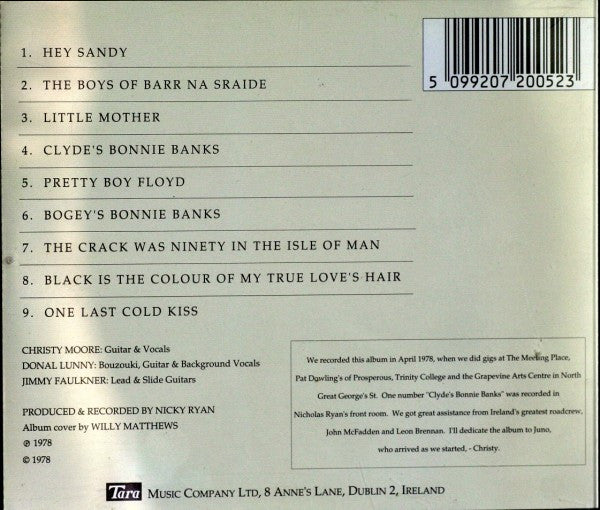 1. HEY SANDY
2. THE BOYS OF BARR NA SRAIDE
3. LITTLE MOTHER
4. CLYDE'S BONNIE BANKS
5. PRETTY BOY FLOYD
6. BOGEY'S BONNIE BANKS
7. THE CRACK WAS NINETY IN THE ISLE OF MAN
8. BLACK IS THE COLOUR OF MY TRUE LOVE'S HAIR
9. ONE LAST COLD KISS
5 099207 200523
CHRISTY MOORE: Guitar & Vocals
DONAL LUNNY: Bouzouki, Guitar & Background Vocals
JIMMY FAULKNER: Lead & Slide Guitars
PRODUCED & RECORDED BY NICKY RYAN
Album cover by WILLY MATTHEWS
℗ 1978
© 1978
We recorded this album in April 1978, when we did gigs at The Meeting Place,
Pat Dowling's of Prosperous, Trinity College and the Grapevine Arts Centre in North
Great George's St. One number "Clyde's Bonnie Banks" was recorded in
Nicholas Ryan's front room. We got great assistance from Ireland's greatest roadcrew,
John McFadden and Leon Brennan. I'll dedicate the album to Juno,
who arrived as we started, - Christy.
Tara MUSIC COMPANY LTD, 8 ANNE'S LANE, DUBLIN 2, IRELAND